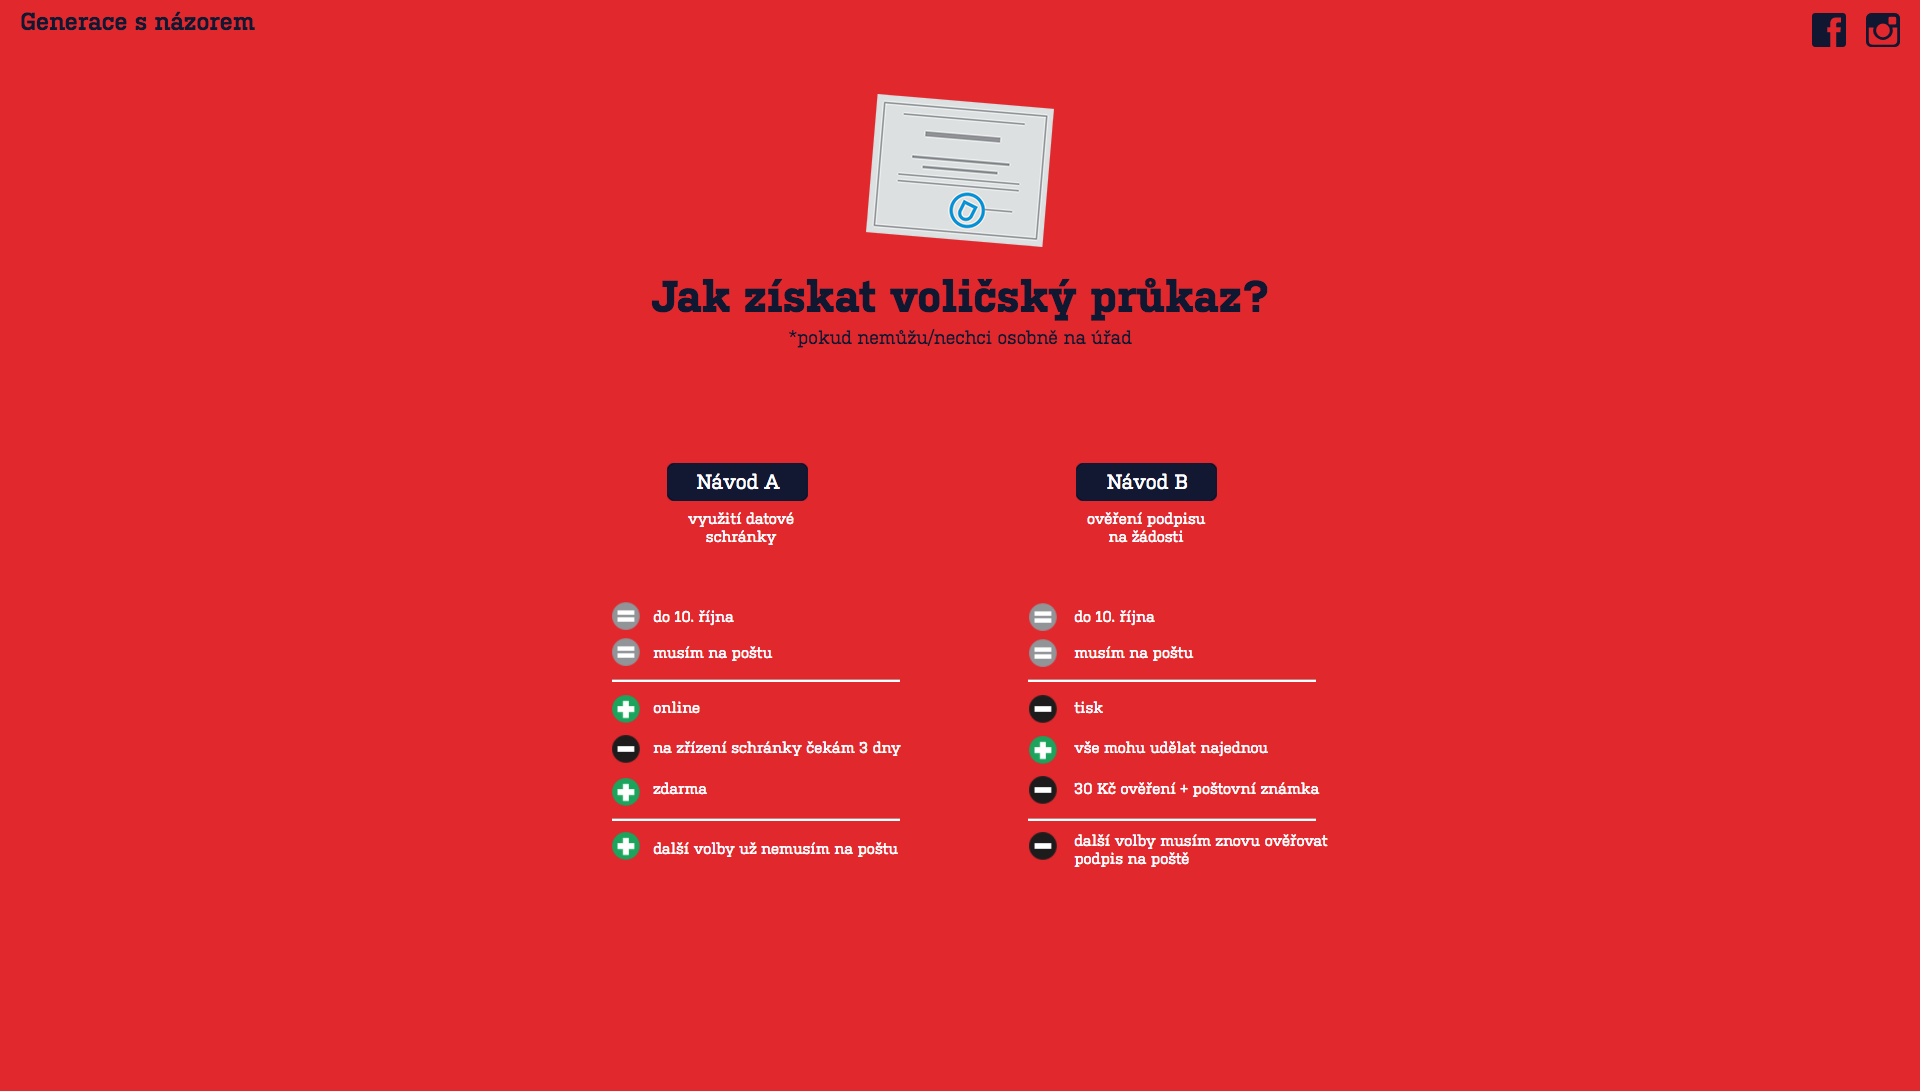 Generace s názorem
Jak získat voličský průkaz?
*pokud nemůžu/nechci osobně na úřad
Návod A
využití datové
schránky
do 10. října
musím na poštu
online
na zřízení schránky čekám 3 dny
zdarma
další volby už nemusím na poštu
Návod B
ověření podpisu
na žádosti
do 10. října
musím na poštu
tisk
vše mohu udělat najednou
30 Kč ověření + poštovní známka
další volby musím znovu ověřovat
podpis na poště